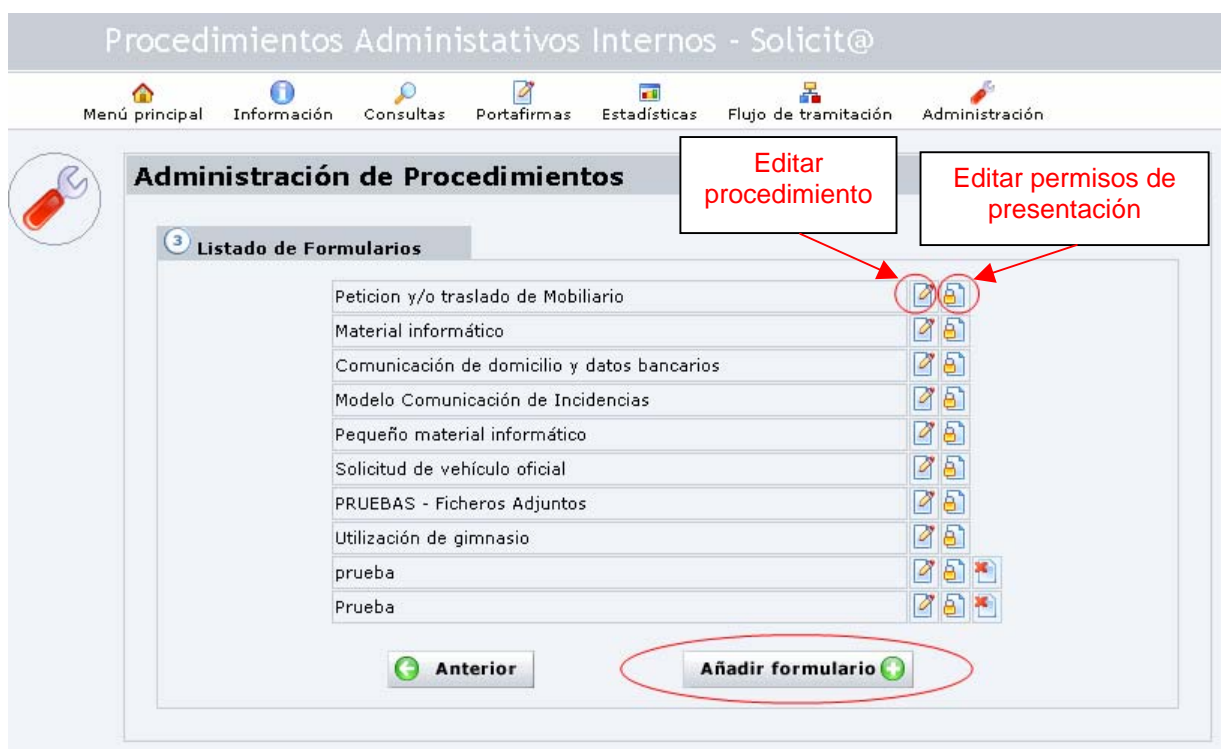 Procedimientos Administativos Internos - Solicit@
Menú principal Información Consultas Portafirmas Estadísticas Flujo de tramitación Administración
Administración de Procedimientos
Editar
procedimiento
Editar permisos de
presentación
3 Listado de Formularios
Peticion y/o traslado de Mobiliario
Material informático
Comunicación de domicilio y datos bancarios
Modelo Comunicación de Incidencias
Pequeño material informático
Solicitud de vehículo oficial
PRUEBAS - Ficheros Adjuntos
Utilización de gimnasio
prueba
Prueba
Anterior Añadir formulario